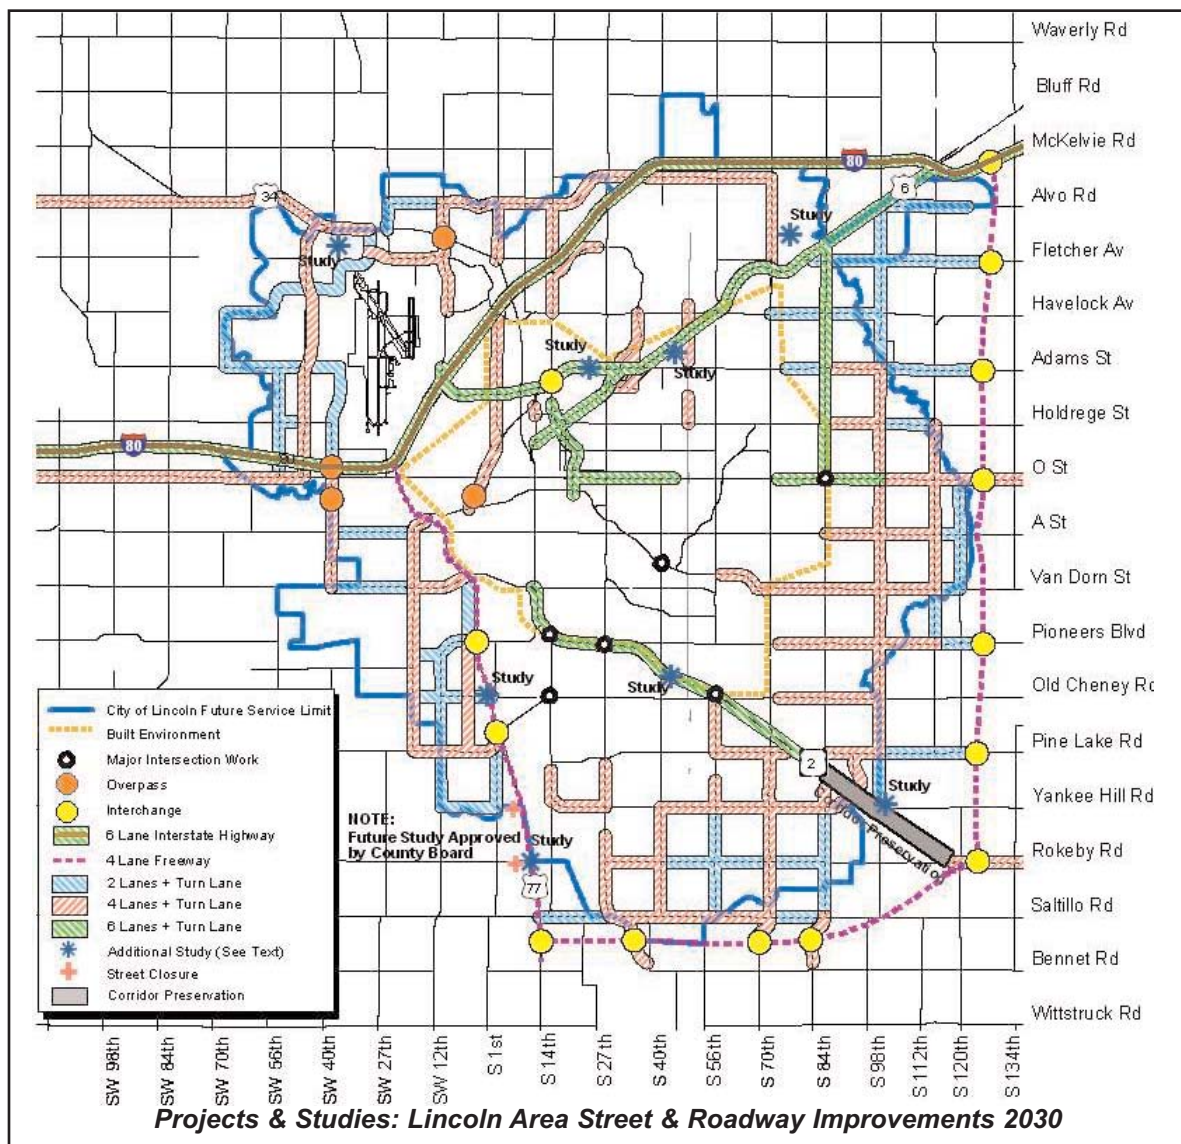 Waverly Rd
Bluff Rd
McKelvie Rd
80
6
Alvo Rd
34
Study
Study
Fletcher Av
Havelock Av
Study
Study
Adams St
Holdrege St
80
O St
A St
Van Dorn St
Pioneers Blvd
Study
Study
Old Cheney Rd
City of Lincoln Future Service Limit
Built Environment
Major Intersection Work
Overpass
Interchange
6 Lane Interstate Highway
4 Lane Freeway
2 Lanes + Turn Lane
4 Lanes + Turn Lane
6 Lanes + Turn Lane
Additional Study (See Text)
Street Closure
Corridor Preservation
Pine Lake Rd
2
Study
Yankee Hill Rd
NOTE:
Future Study Approved
by County Board
Study
Corridor Preservation
Rokeby Rd
77
Saltillo Rd
Bennet Rd
Wittstruck Rd
SW 98th
SW 84th
SW 70th
SW 56th
SW 40th
SW 27th
SW 12th
S 1st
S 14th
S 27th
S 40th
S 56th
S 70th
S 84th
S 98th
S 112th
S 120th
S 134th
Projects & Studies: Lincoln Area Street & Roadway Improvements 2030